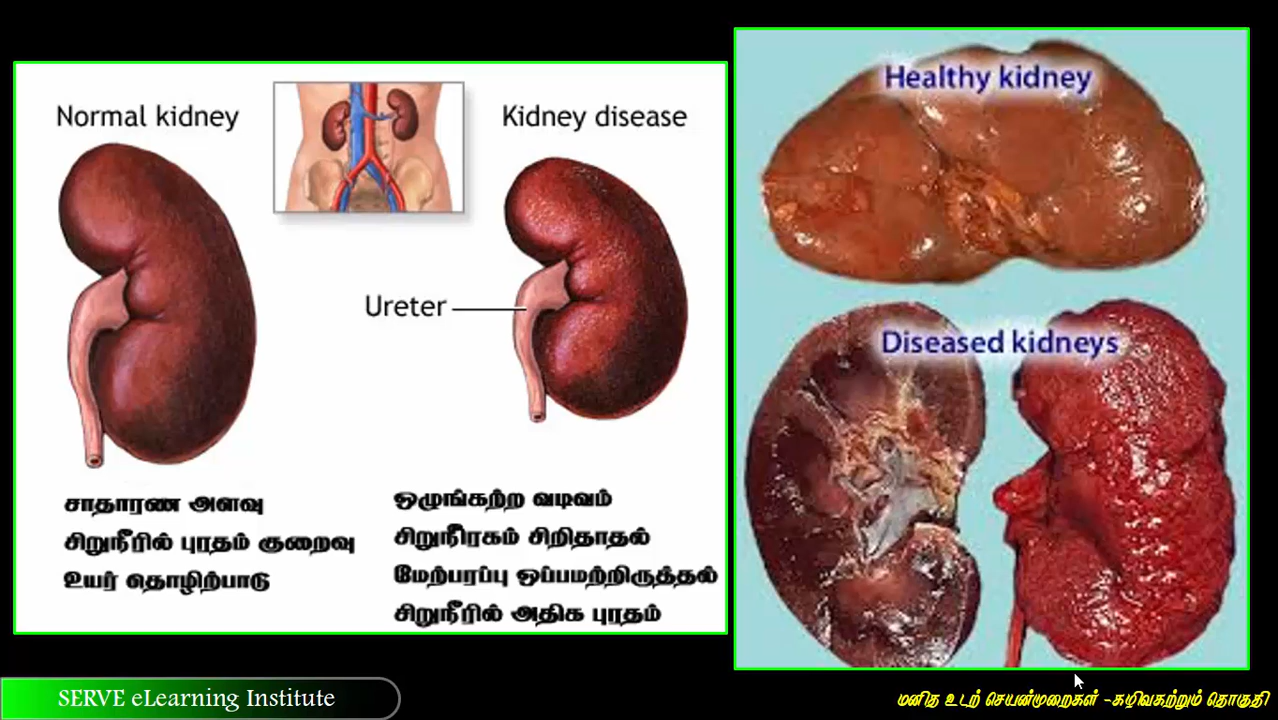 Normal kidney
Kidney disease
Ureter
சாதாரண அளவு
சிறுநீரில் புரதம் குறைவு
உயர் தொழிற்பாடு
ஒழுங்கற்ற வடிவம்
சிறுநீரகம் சிறிதாதல்
மேற்பரப்பு ஒப்பமற்றிருத்தல்
சிறுநீரில் அதிக புரதம்
Healthy kidney
Diseased kidneys
SERVE eLearning Institute
மனித உடற் செயன்முறைகள் -கழிவகற்றும் தொகுதி